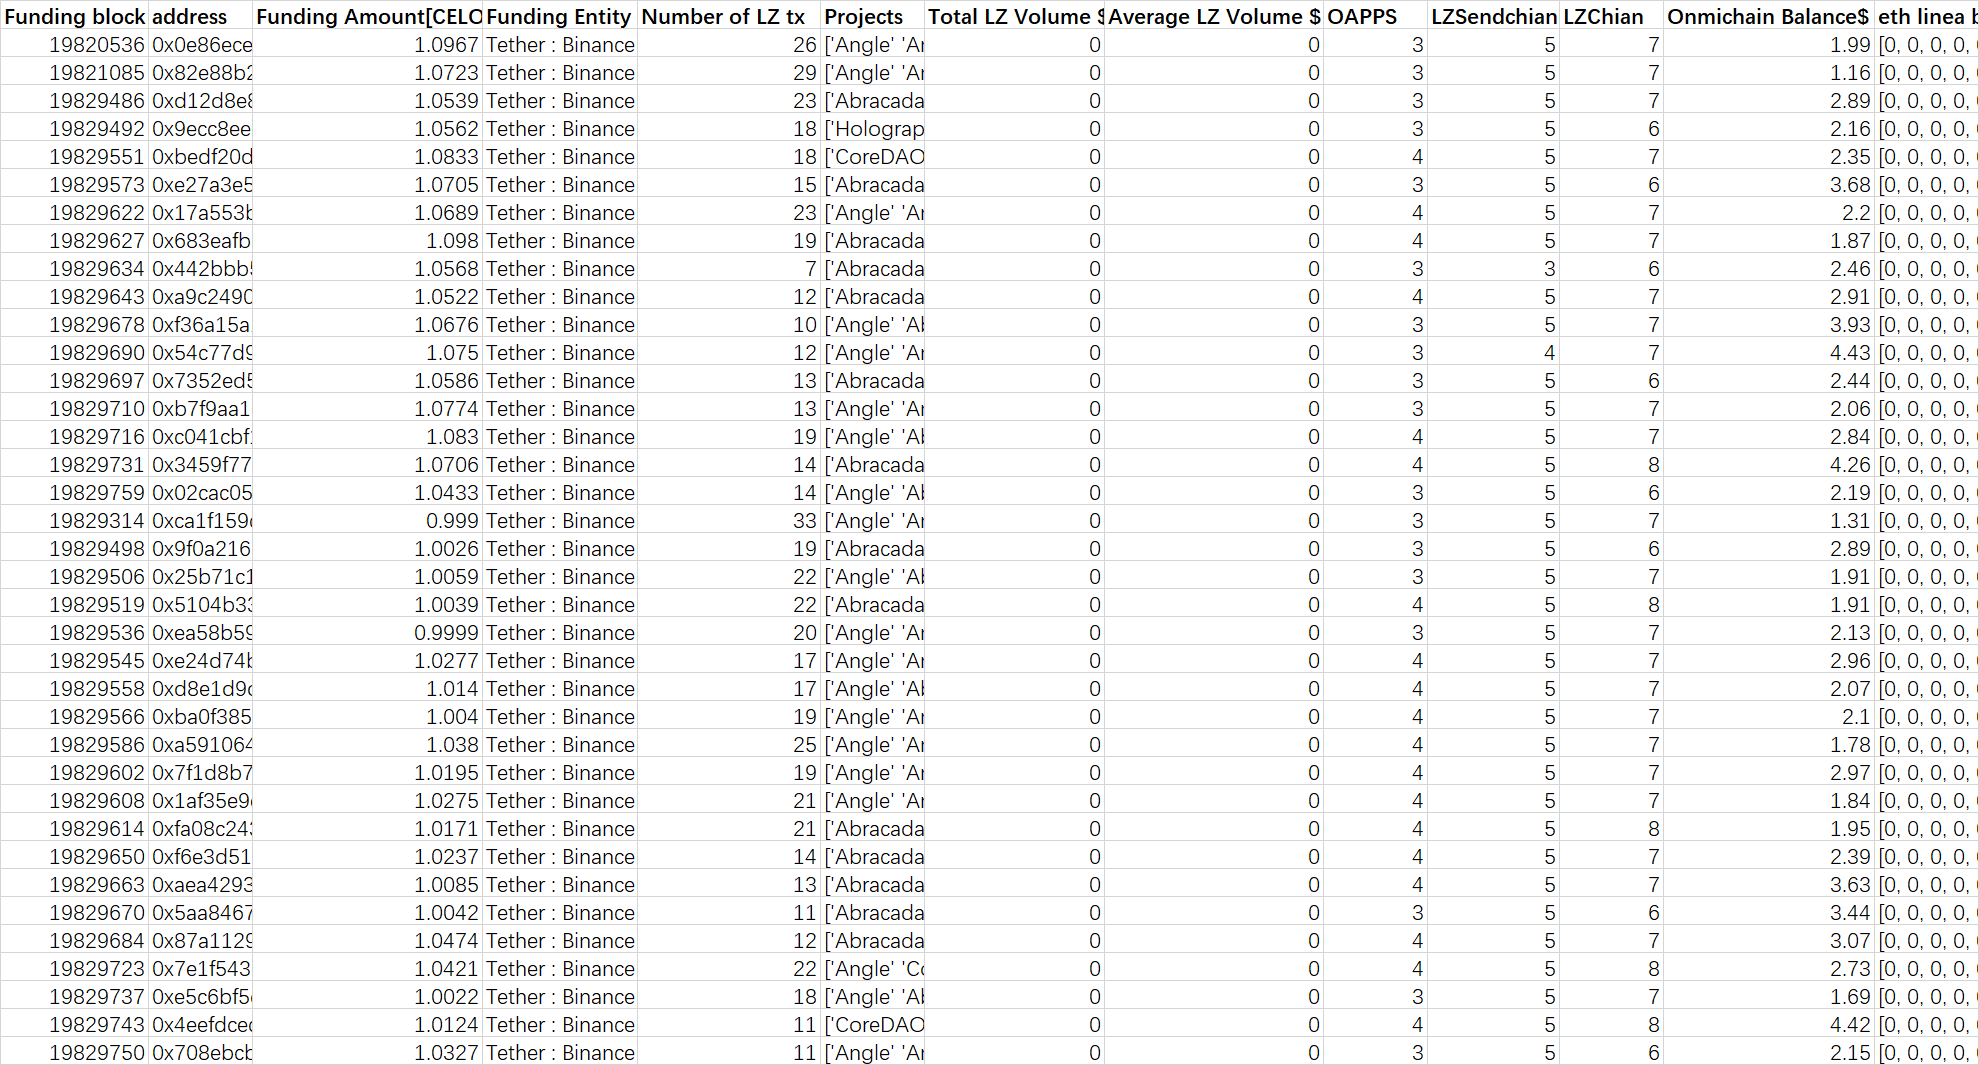 Funding block address Funding Amount[CELO Funding Entity Number of LZ tx Projects Total LZ Volume $ Average LZ Volume $ OAPPS LZSendchian LZChian Onmichain Balance$ eth linea b
19820536 0x0e86ece 1.0967 Tether : Binance 26 ['Angle' 'Ar 0 0 3 5 7 1.99 [0, 0, 0, 0,
19821085 0x82e88b2 1.0723 Tether : Binance 29 ['Angle' 'Ar 0 0 3 5 7 1.16 [0, 0, 0, 0,
19829486 0xd12d8e8 1.0539 Tether : Binance 23 ['Abracada 0 0 3 5 7 2.89 [0, 0, 0, 0,
19829492 0x9ecc8ee 1.0562 Tether : Binance 18 ['Holograp 0 0 3 5 6 2.16 [0, 0, 0, 0,
19829551 0xbedf20d 1.0833 Tether : Binance 18 ['CoreDAO 0 0 4 5 7 2.35 [0, 0, 0, 0,
19829573 0xe27a3e5 1.0705 Tether : Binance 15 ['Abracada 0 0 3 5 6 3.68 [0, 0, 0, 0,
19829622 0x17a553b 1.0689 Tether : Binance 23 ['Angle' 'Ar 0 0 4 5 7 2.2 [0, 0, 0, 0,
19829627 0x683eafb 1.098 Tether : Binance 19 ['Abracada 0 0 4 5 7 1.87 [0, 0, 0, 0,
19829634 0x442bbb5 1.0568 Tether : Binance 7 ['Abracada 0 0 3 3 6 2.46 [0, 0, 0, 0,
19829643 0xa9c2490 1.0522 Tether : Binance 12 ['Abracada 0 0 4 5 7 2.91 [0, 0, 0, 0,
19829678 0xf36a15a 1.0676 Tether : Binance 10 ['Angle' 'Al 0 0 3 5 7 3.93 [0, 0, 0, 0,
19829690 0x54c77d9 1.075 Tether : Binance 12 ['Angle' 'Ar 0 0 3 4 7 4.43 [0, 0, 0, 0,
19829697 0x7352ed5 1.0586 Tether : Binance 13 ['Abracada 0 0 3 5 6 2.44 [0, 0, 0, 0,
19829710 0xb7f9aa1 1.0774 Tether : Binance 13 ['Angle' 'Ar 0 0 3 5 7 2.06 [0, 0, 0, 0,
19829716 0xc041cbf 1.083 Tether : Binance 19 ['Angle' 'Al 0 0 4 5 7 2.84 [0, 0, 0, 0,
19829731 0x3459f77 1.0706 Tether : Binance 14 ['Abracada 0 0 4 5 8 4.26 [0, 0, 0, 0,
19829759 0x02cac05 1.0433 Tether : Binance 14 ['Angle' 'Al 0 0 3 5 6 2.19 [0, 0, 0, 0,
19829314 0xca1f159 0.999 Tether : Binance 33 ['Angle' 'Ar 0 0 3 5 7 1.31 [0, 0, 0, 0,
19829498 0x9f0a216 1.0026 Tether : Binance 19 ['Abracada 0 0 3 5 6 2.89 [0, 0, 0, 0,
19829506 0x25b71c1 1.0059 Tether : Binance 22 ['Angle' 'Al 0 0 3 5 7 1.91 [0, 0, 0, 0,
19829519 0x5104b33 1.0039 Tether : Binance 22 ['Abracada 0 0 4 5 8 1.91 [0, 0, 0, 0,
19829536 0xea58b59 0.9999 Tether : Binance 20 ['Angle' 'Ar 0 0 3 5 7 2.13 [0, 0, 0, 0,
19829545 0xe24d74b 1.0277 Tether : Binance 17 ['Angle' 'Ar 0 0 4 5 7 2.96 [0, 0, 0, 0,
19829558 0xd8e1d9c 1.014 Tether : Binance 17 ['Angle' 'Al 0 0 4 5 7 2.07 [0, 0, 0, 0,
19829566 0xba0f385 1.004 Tether : Binance 19 ['Angle' 'Ar 0 0 4 5 7 2.1 [0, 0, 0, 0,
19829586 0xa591064 1.038 Tether : Binance 25 ['Angle' 'Ar 0 0 4 5 7 1.78 [0, 0, 0, 0,
19829602 0x7f1d8b7 1.0195 Tether : Binance 19 ['Angle' 'Ar 0 0 4 5 7 2.97 [0, 0, 0, 0,
19829608 0x1af35e9 1.0275 Tether : Binance 21 ['Angle' 'Ar 0 0 4 5 7 1.84 [0, 0, 0, 0,
19829614 0xfa08c243 1.0171 Tether : Binance 21 ['Abracada 0 0 4 5 8 1.95 [0, 0, 0, 0,
19829650 0xf6e3d51 1.0237 Tether : Binance 14 ['Abracada 0 0 4 5 7 2.39 [0, 0, 0, 0,
19829663 0xaea4293 1.0085 Tether : Binance 13 ['Abracada 0 0 4 5 7 3.63 [0, 0, 0, 0,
19829670 0x5aa8467 1.0042 Tether : Binance 11 ['Abracada 0 0 3 5 6 3.44 [0, 0, 0, 0,
19829684 0x87a1129 1.0474 Tether : Binance 12 ['Abracada 0 0 4 5 7 3.07 [0, 0, 0, 0,
19829723 0x7e1f543 1.0421 Tether : Binance 22 ['Angle' 'Co 0 0 4 5 8 2.73 [0, 0, 0, 0,
19829737 0xe5c6bf5 1.0022 Tether : Binance 18 ['Angle' 'Al 0 0 3 5 7 1.69 [0, 0, 0, 0,
19829743 0x4eefdcec 1.0124 Tether : Binance 11 ['CoreDAO 0 0 4 5 8 4.42 [0, 0, 0, 0,
19829750 0x708ebcb 1.0327 Tether : Binance 11 ['Angle' 'Ar 0 0 3 5 6 2.15 [0, 0, 0, 0,